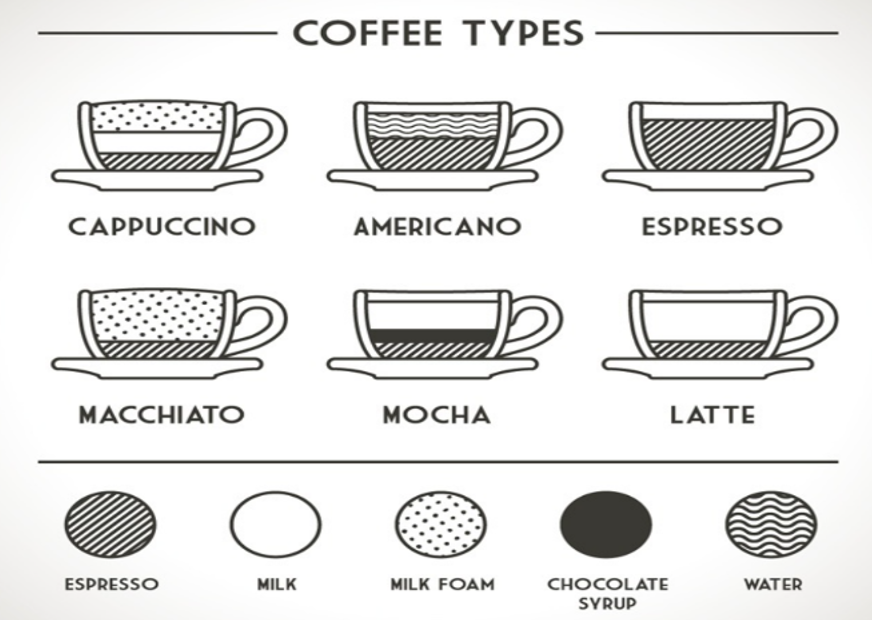 COFFEE TYPES
CAPPUCCINO
AMERICANO
ESPRESSO
MACCHIATO
MOCHA
LATTE
ESPRESSO
MILK
MILK FOAM
CHOCOLATE
SYRUP
WATER